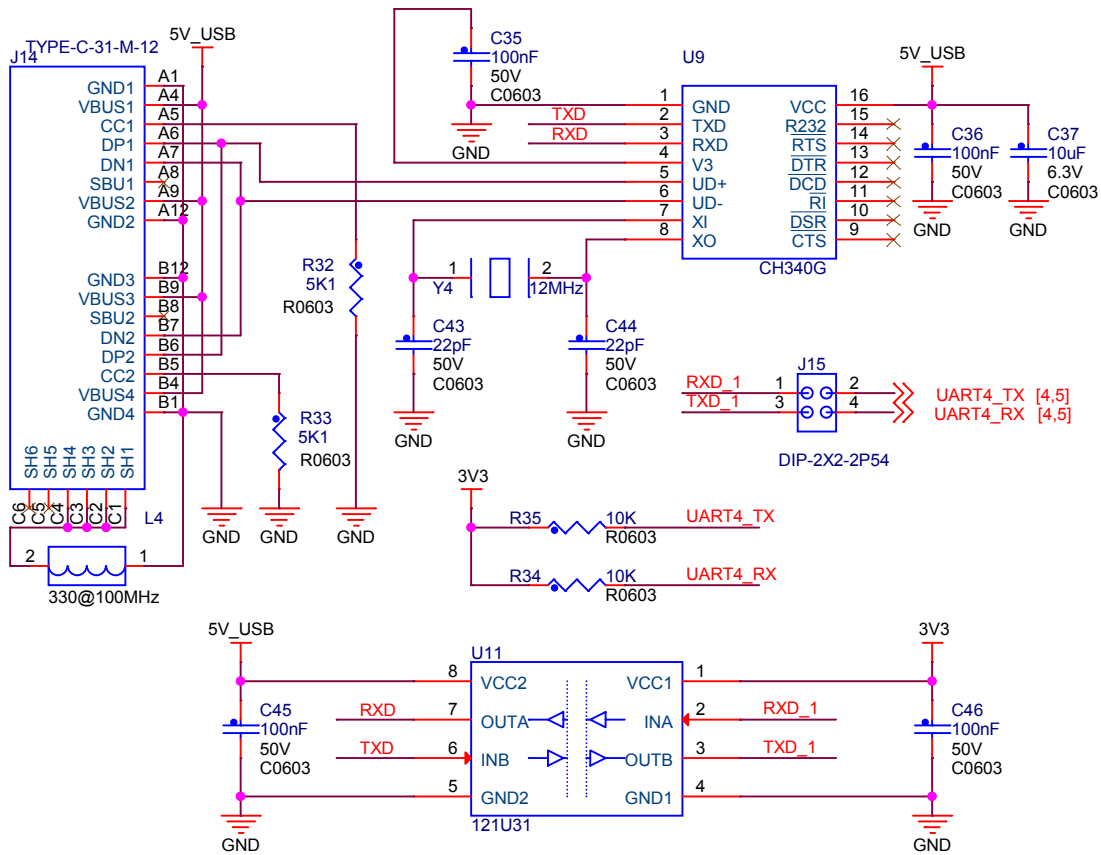 5V_USB
TYPE-C-31-M-12
J14
GND1 A1
VBUS1 A4
CC1 A5
DP1 A6
DN1 A7
SBU1 A8
VBUS2 A9
GND2 A12
GND3 B12
VBUS3 B9
SBU2 B8
DN2 B7
DP2 B6
CC2 B5
VBUS4 B4
GND4 B1
SH6 SH5 SH4 SH3 SH2 SH1
C6 C5 C4 C3 C2 C1
L4
2 1
330@100MHz
GND
GND
GND
R32
5K1
R0603
R33
5K1
R0603
C35
100nF
50V
C0603
GND
TXD
RXD
U9
1 GND VCC 16
2 TXD R232 15
3 RXD RTS 14
4 V3 DTR 13
5 UD+ DCD 12
6 UD- RI 11
7 XI DSR 10
8 XO CTS 9
CH340G
5V_USB
C36
100nF
50V
C0603
GND
C37
10uF
6.3V
C0603
GND
1 2
Y4 12MHz
C43
22pF
50V
C0603
GND
C44
22pF
50V
C0603
GND
J15
RXD_1 1 2 UART4_TX [4,5]
TXD_1 3 4 UART4_RX [4,5]
DIP-2X2-2P54
3V3
R35 10K UART4_TX
R0603
R34 10K UART4_RX
R0603
5V_USB
C45
100nF
50V
C0603
GND
U11
8 VCC2 VCC1 1
RXD 7 OUTA INA 2 RXD_1
TXD 6 INB OUTB 3 TXD_1
5 GND2 GND1 4
121U31
3V3
C46
100nF
50V
C0603
GND